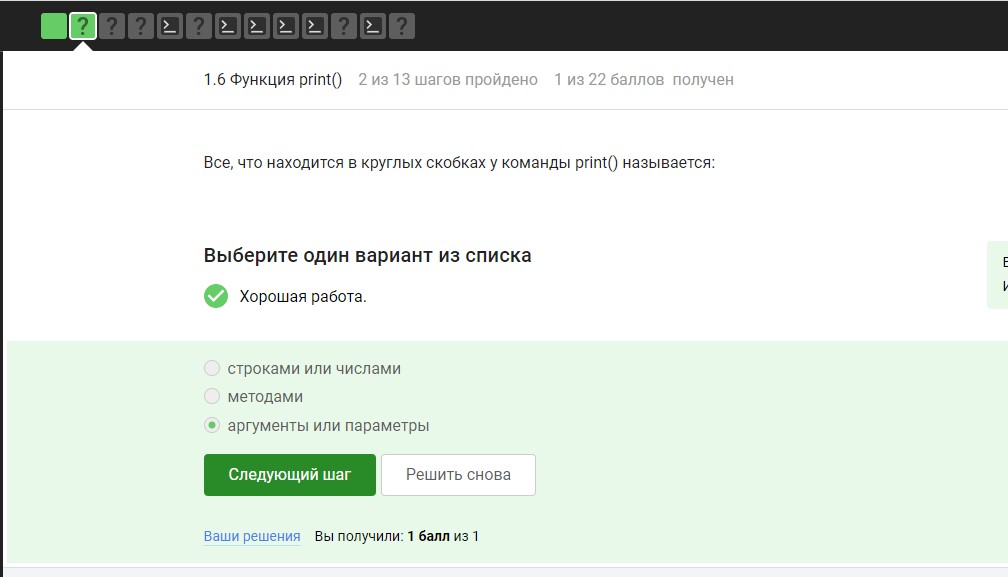 1.6 Функция print() 2 из 13 шагов пройдено 1 из 22 баллов получен
Все, что находится в круглых скобках у команды print() называется:
Выберите один вариант из списка
Хорошая работа.
строками или числами
методами
аргументы или параметры
Следующий шаг Решить снова
Ваши решения Вы получили: 1 балл из 1